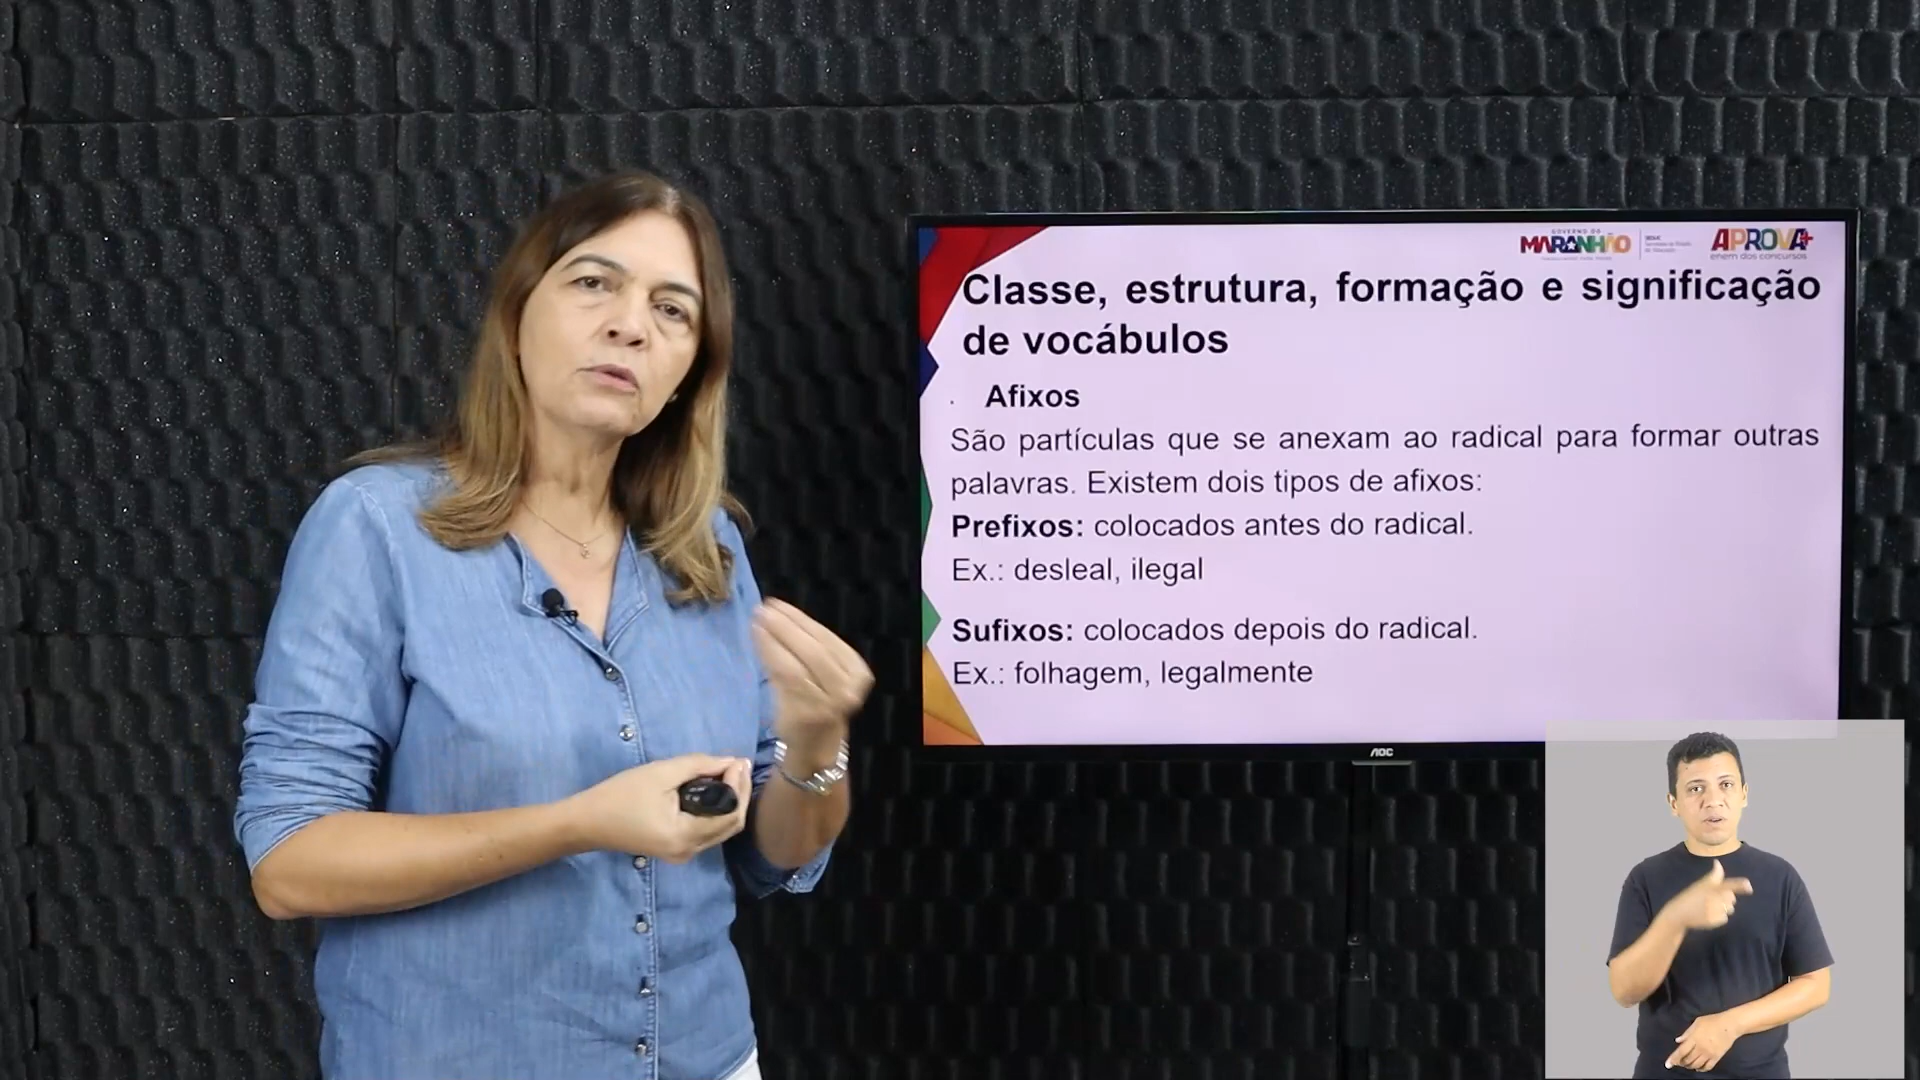 GOVERNO DO
MARANHÃO
APROVA+
enem dos concursos
Classe, estrutura, formação e significação
de vocábulos
. Afixos
São partículas que se anexam ao radical para formar outras
palavras. Existem dois tipos de afixos:
Prefixos: colocados antes do radical.
Ex.: desleal, ilegal
Sufixos: colocados depois do radical.
Ex.: folhagem, legalmente
AOC